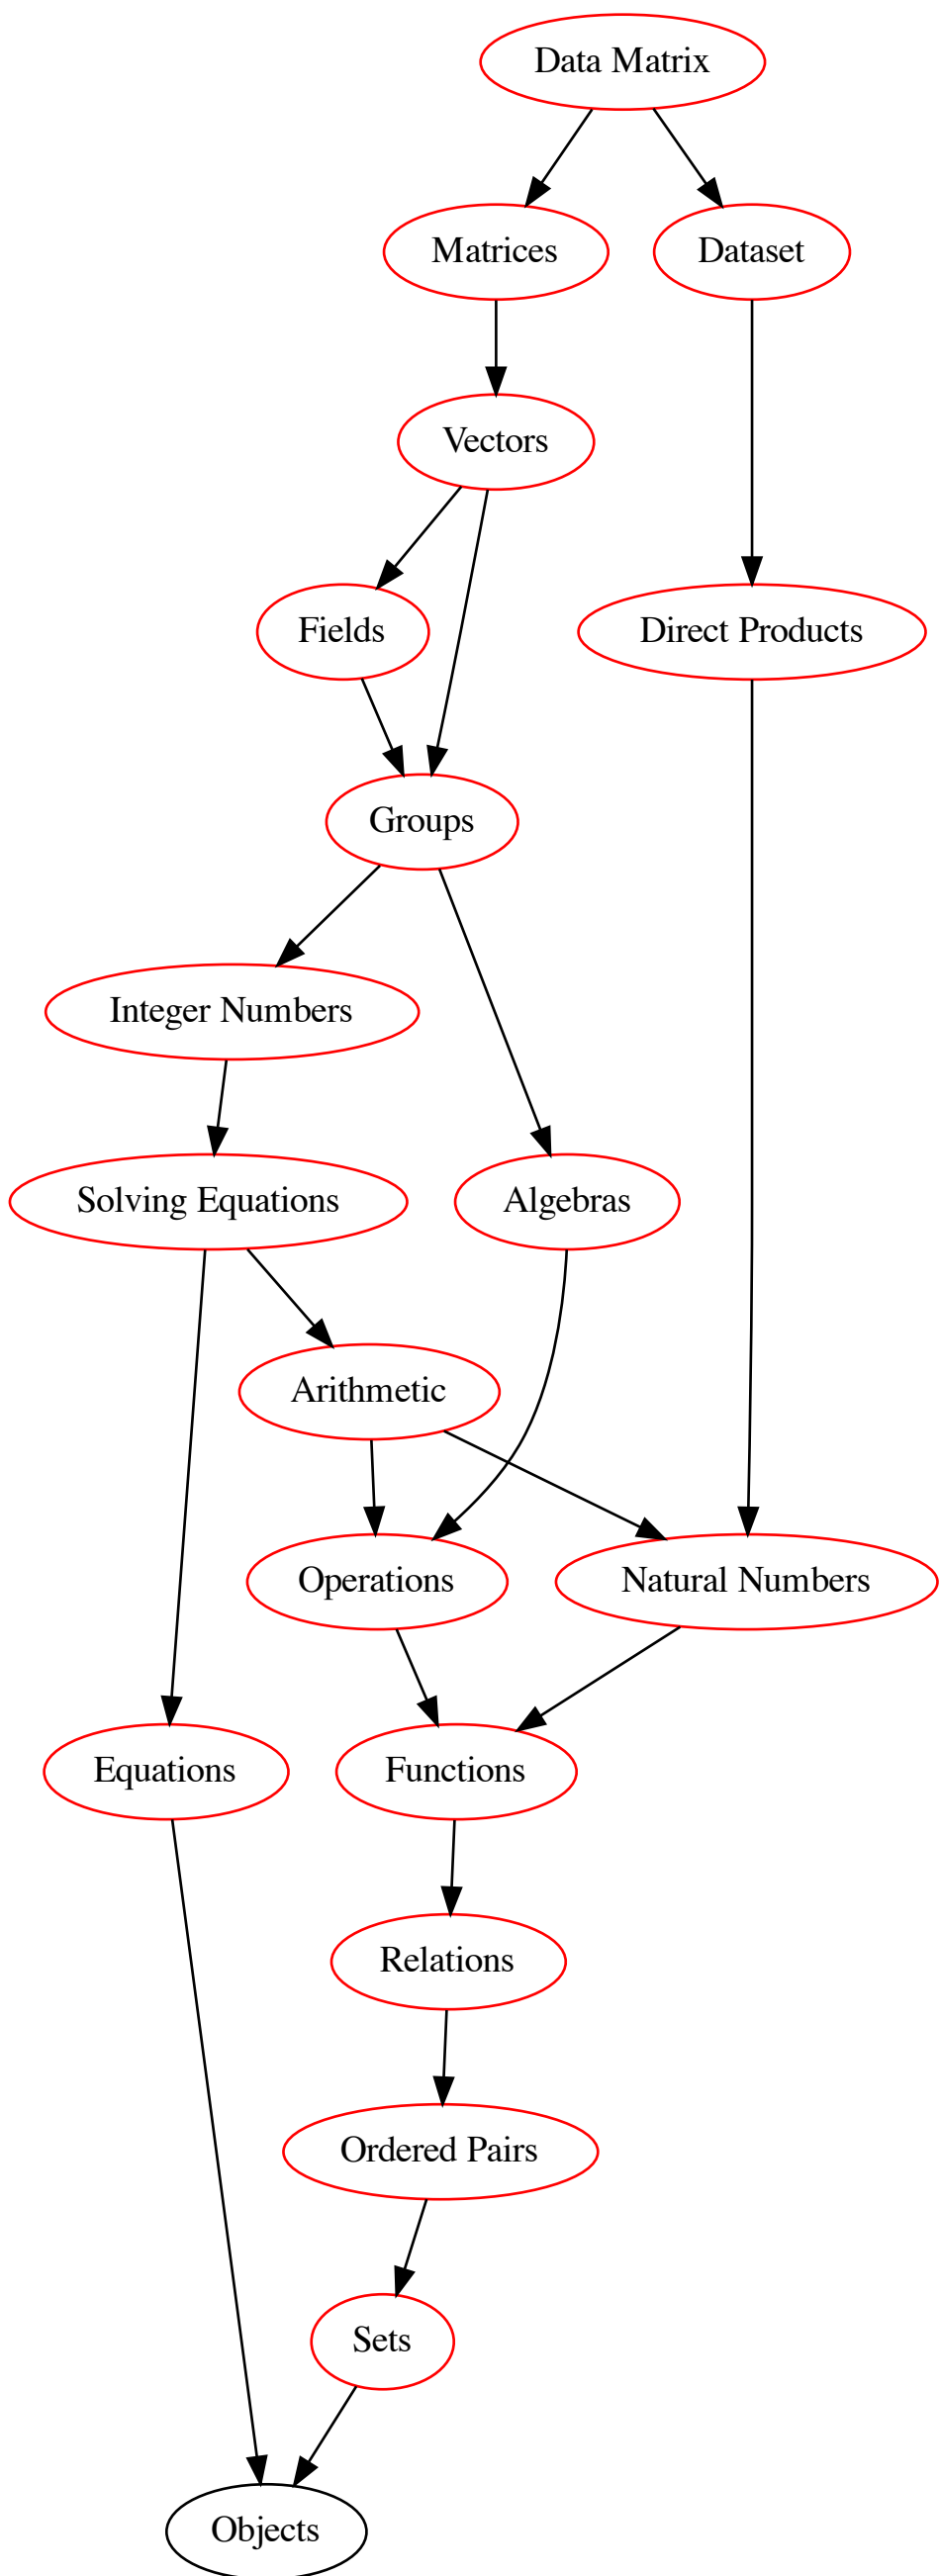 Data Matrix
Matrices
Dataset
Vectors
Fields
Direct Products
Groups
Integer Numbers
Solving Equations
Algebras
Arithmetic
Operations
Natural Numbers
Equations
Functions
Relations
Ordered Pairs
Sets
Objects